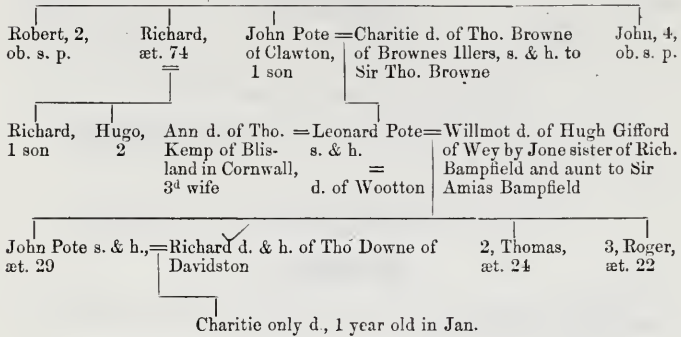 Robert, 2,
ob. s. p.
Richard,
æt. 74
John Pote = Charitie d. of Tho. Browne
of Clawton,
1 son
of Brownes Illers, s. & h. to
Sir Tho. Browne
John, 4,
ob. s. p.
Richard,
1 son
Hugo,
2
Ann d. of Tho.
Kemp of Blis-
land in Cornwall,
3d wife
= Leonard Pote =
s. & h.
=
d. of Wootton
Willmot d. of Hugh Gifford
of Wey by Jone sister of Rich.
Bampfield and aunt to Sir
Amias Bampfield
John Pote s. & h.,
æt. 29
= Richard d. & h. of Tho Downe of
Davidston
2, Thomas,
æt. 24
3, Roger,
æt. 22
Charitie only d., 1 year old in Jan.